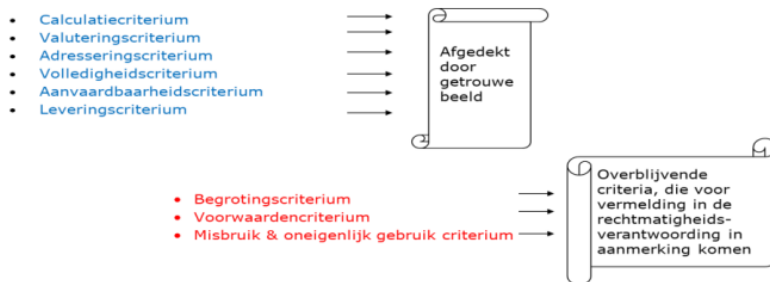 • Calculatiecriterium
• Valuteringscriterium
• Adresseringscriterium
• Volledigheidscriterium
• Aanvaardbaarheidscriterium
• Leveringscriterium
Afgedekt
door
getrouwe
beeld
• Begrotingscriterium
• Voorwaardencriterium
• Misbruik & oneigenlijk gebruik criterium
Overblijvende
criteria, die voor
vermelding in de
rechtmatigheids-
verantwoording in
aanmerking komen